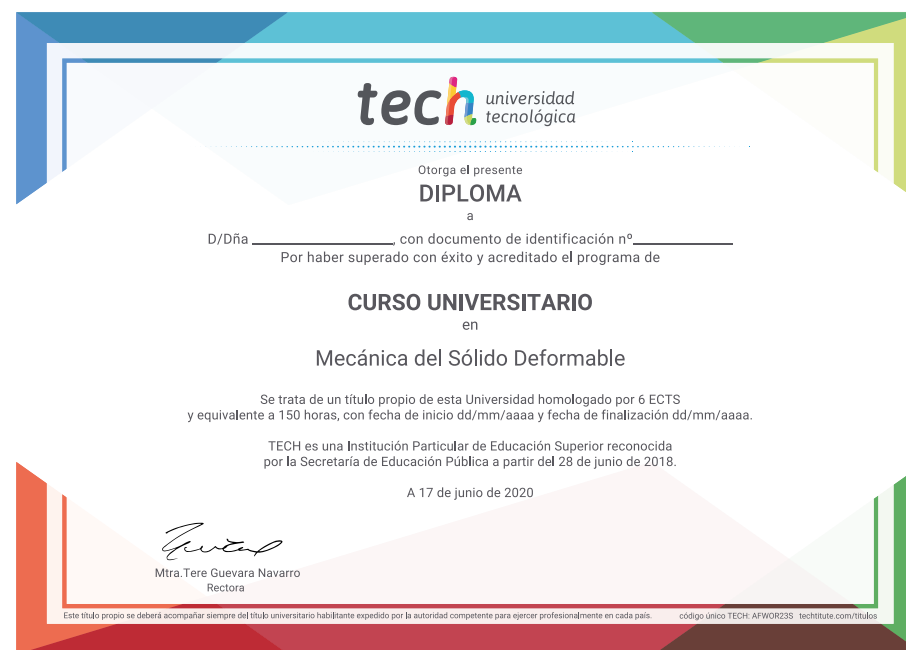 tech universidad
tecnológica
Otorga el presente
DIPLOMA
a
D/Dña ____________________, con documento de identificación nº______________
Por haber superado con éxito y acreditado el programa de
CURSO UNIVERSITARIO
en
Mecánica del Sólido Deformable
Se trata de un título propio de esta Universidad homologado por 6 ECTS
y equivalente a 150 horas, con fecha de inicio dd/mm/aaaa y fecha de finalización dd/mm/aaaa.
TECH es una Institución Particular de Educación Superior reconocida
por la Secretaría de Educación Pública a partir del 28 de junio de 2018.
A 17 de junio de 2020
Mtra.Tere Guevara Navarro
Rectora
Este título propio se deberá acompañar siempre del título universitario habilitante expedido por la autoridad competente para ejercer profesionalmente en cada país. código único TECH: AFWOR23S techtitute.com/titulos